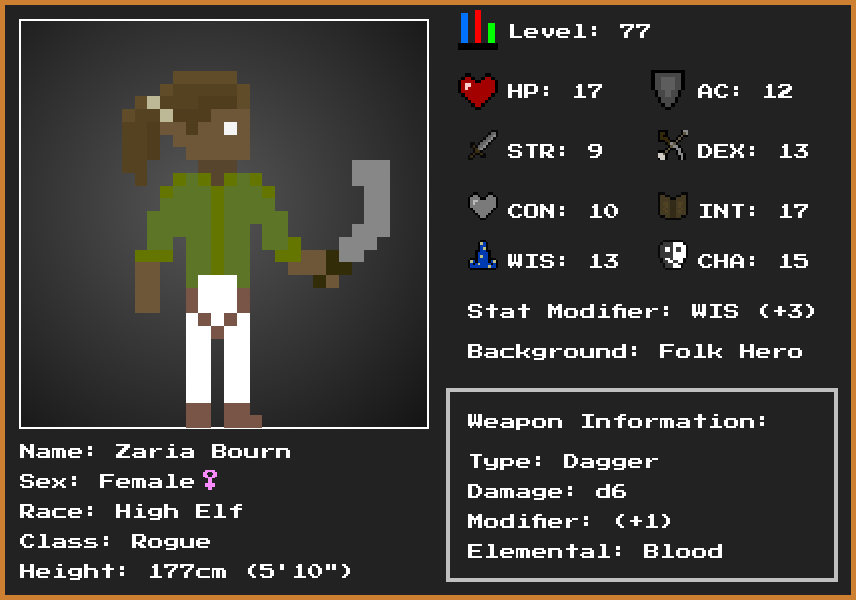 Level: 77
HP: 17 AC: 12
STR: 9 DEX: 13
CON: 10 INT: 17
WIS: 13 CHA: 15
Stat Modifier: WIS (+3)
Background: Folk Hero
Weapon Information:
Type: Dagger
Damage: d6
Modifier: (+1)
Elemental: Blood
Name: Zaria Bourn
Sex: Female♀
Race: High Elf
Class: Rogue
Height: 177cm (5'10")